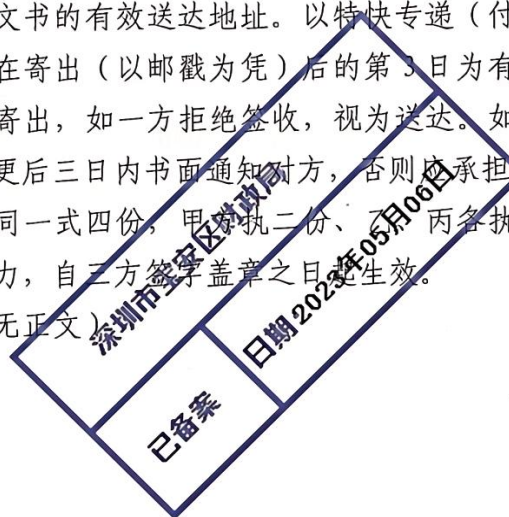 文书的有效送达地址。以特快专递（付
在寄出（以邮戳为凭）后的第3日为有
寄出，如一方拒绝签收，视为送达。如
更后三日内书面通知对方，否则应承担
同一式四份，甲方执二份、乙、丙各执
力，自三方签字盖章之日起生效。
无正文）
深圳市宝安区财政局
已备案
日期2023年05月06日